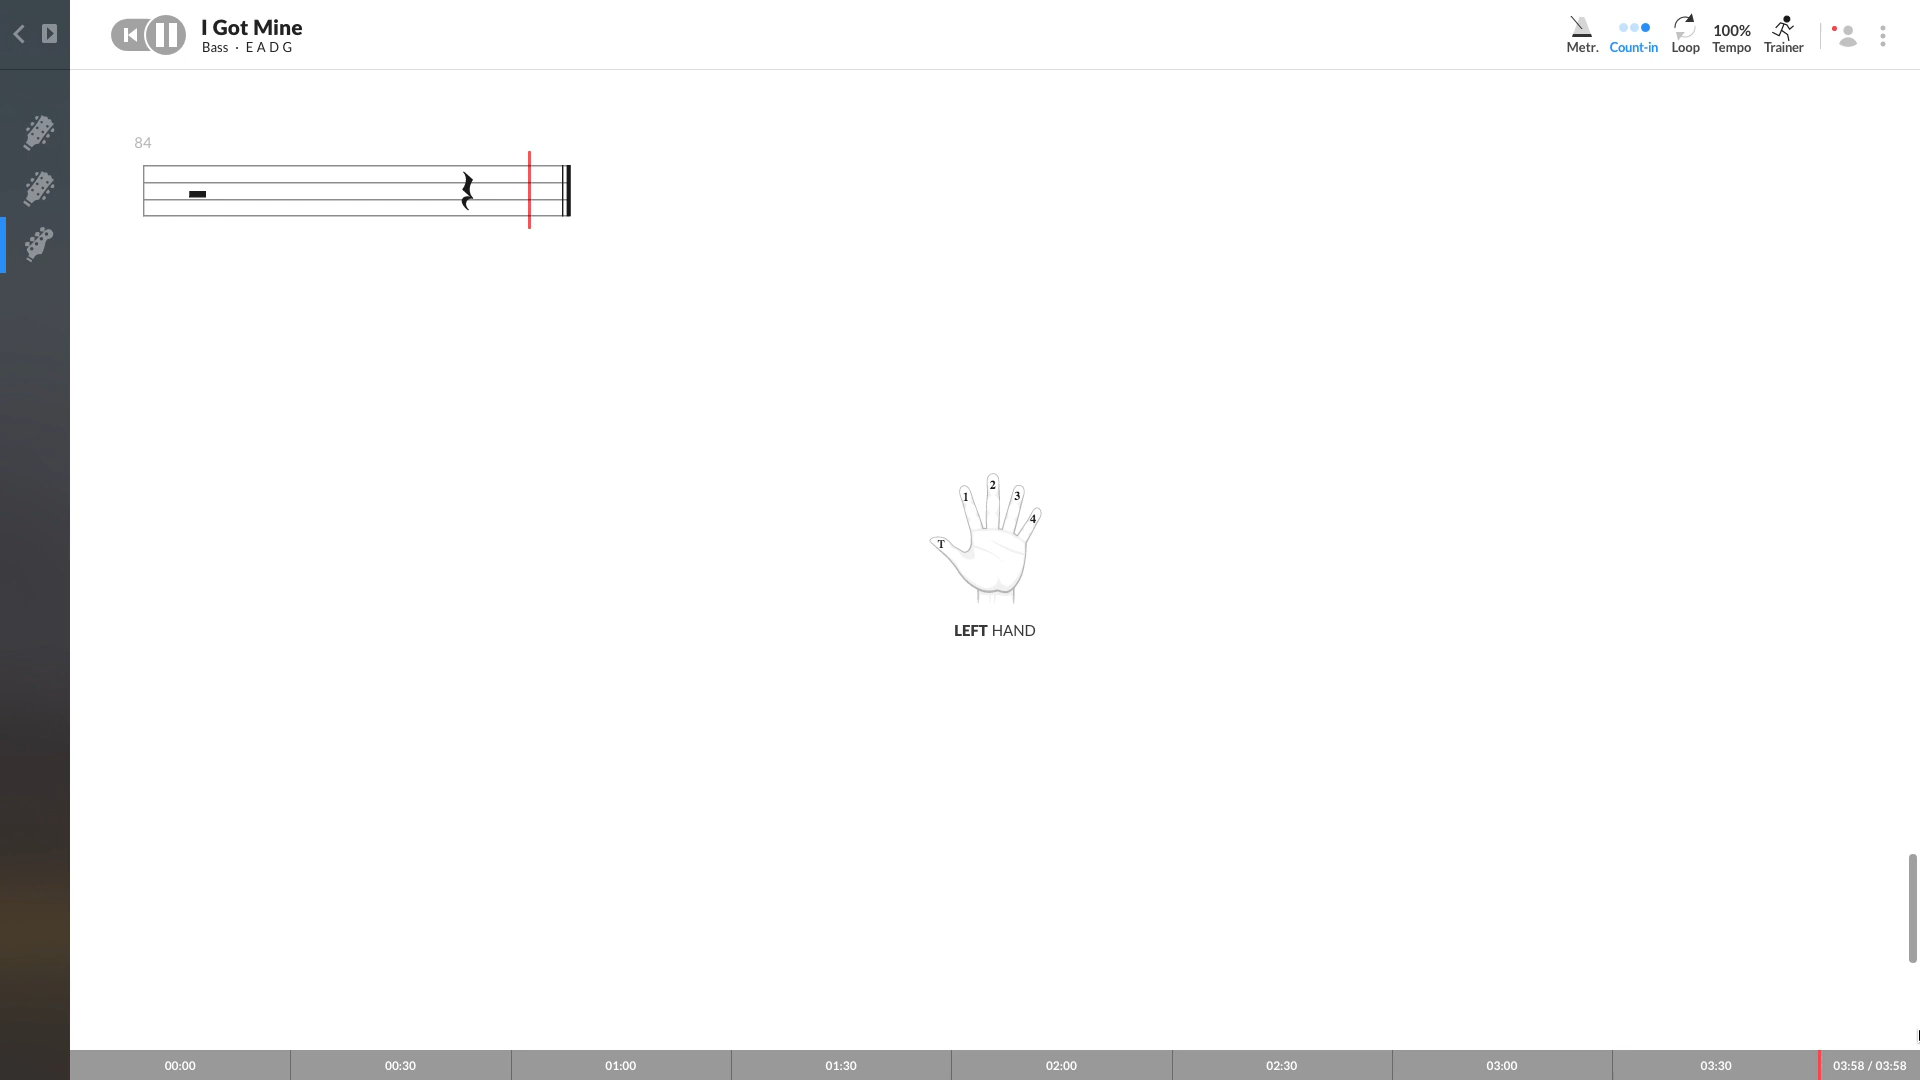 I Got Mine
Bass · E A D G
Metr.
Count-in
Loop
100%
Tempo
Trainer
84
1
2
3
4
T
LEFT HAND
00:00
00:30
01:00
01:30
02:00
02:30
03:00
03:30
03:58 / 03:58